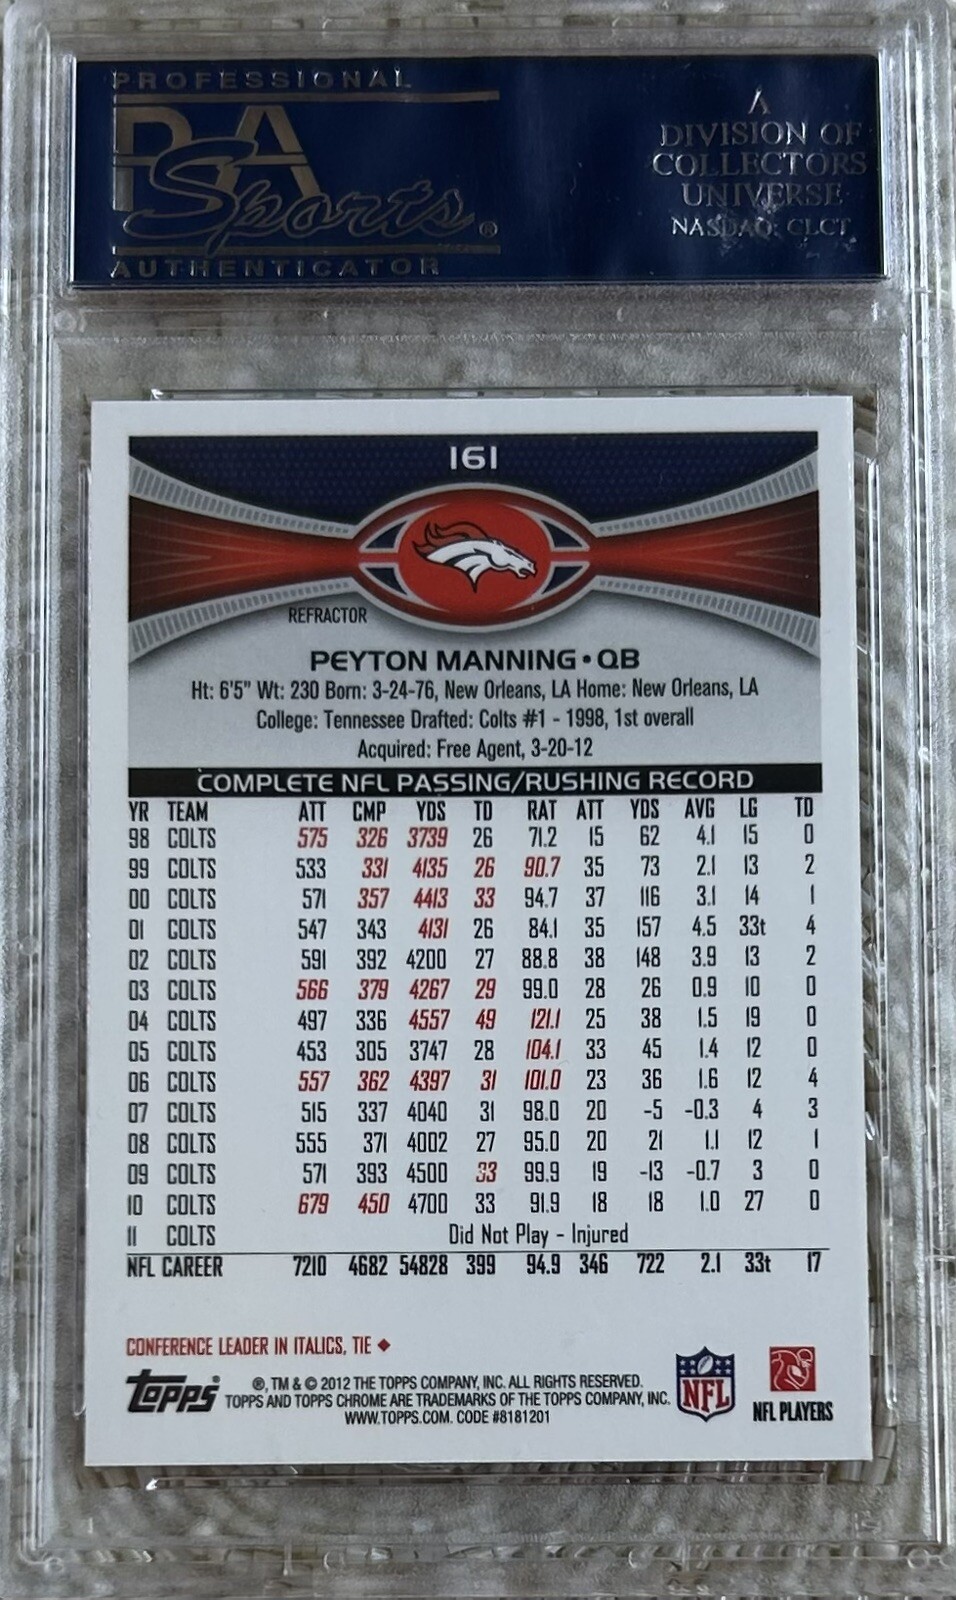 PROFESSIONAL
PSA
Sports®
AUTHENTICATOR
A
DIVISION OF
COLLECTORS
UNIVERSE
NASDAQ: CLCT
161
REFRACTOR
PEYTON MANNING • QB
Ht: 6'5" Wt: 230 Born: 3-24-76, New Orleans, LA Home: New Orleans, LA
College: Tennessee Drafted: Colts #1 - 1998, 1st overall
Acquired: Free Agent, 3-20-12
COMPLETE NFL PASSING/RUSHING RECORD
YR TEAM ATT CMP YDS TD RAT ATT YDS AVG LG TD
98 COLTS 575 326 3739 26 71.2 15 62 4.1 15 0
99 COLTS 533 331 4135 26 90.7 35 73 2.1 13 2
00 COLTS 571 357 4413 33 94.7 37 116 3.1 14 1
01 COLTS 547 343 4131 26 84.1 35 157 4.5 33t 4
02 COLTS 591 392 4200 27 88.8 38 148 3.9 13 2
03 COLTS 566 379 4267 29 99.0 28 26 0.9 10 0
04 COLTS 497 336 4557 49 121.1 25 38 1.5 19 0
05 COLTS 453 305 3747 28 104.1 33 45 1.4 12 0
06 COLTS 557 362 4397 31 101.0 23 36 1.6 12 4
07 COLTS 515 337 4040 31 98.0 20 -5 -0.3 4 3
08 COLTS 555 371 4002 27 95.0 20 21 1.1 12 1
09 COLTS 571 393 4500 33 99.9 19 -13 -0.7 3 0
10 COLTS 679 450 4700 33 91.9 18 18 1.0 27 0
11 COLTS Did Not Play - Injured
NFL CAREER 7210 4682 54828 399 94.9 346 722 2.1 33t 17
CONFERENCE LEADER IN ITALICS, TIE ◆
Topps
®, TM & © 2012 THE TOPPS COMPANY, INC. ALL RIGHTS RESERVED.
TOPPS AND TOPPS CHROME ARE TRADEMARKS OF THE TOPPS COMPANY, INC.
WWW.TOPPS.COM. CODE #8181201
NFL
NFL PLAYERS